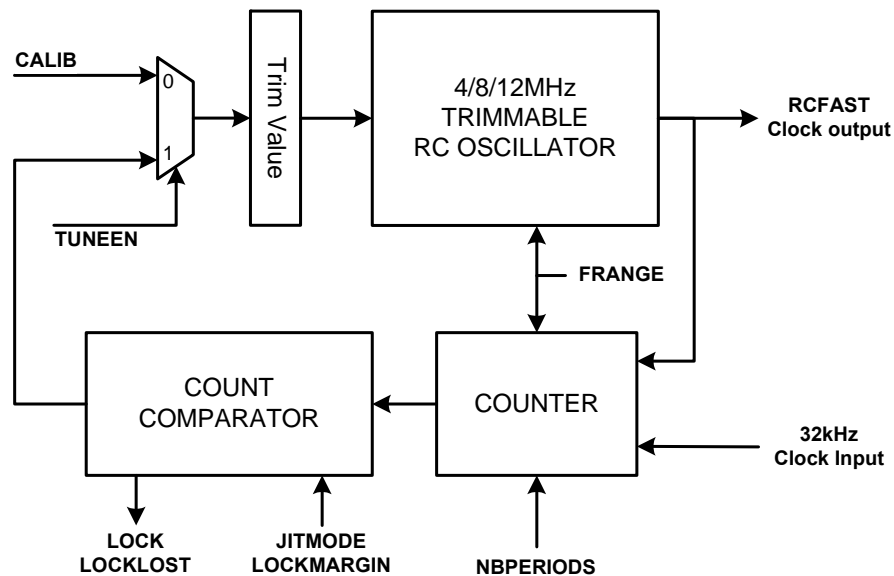 CALIB
0
1
TUNEEN
Trim Value
4/8/12MHz
TRIMMABLE
RC OSCILLATOR
RCFAST
Clock output
FRANGE
COUNT
COMPARATOR
COUNTER
32kHz
Clock Input
LOCK
LOCKLOST
JITMODE
LOCKMARGIN
NBPERIODS